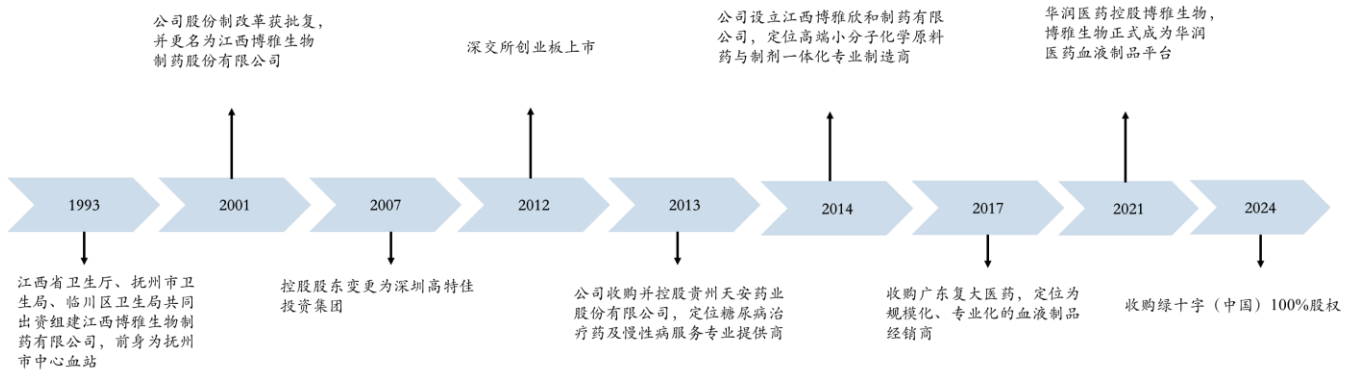 公司股份制改革获批复，
并更名为江西博雅生物
制药股份有限公司
深交所创业板上市
公司设立江西博雅欣和制药有限
公司，定位高端小分子化学原料
药与制剂一体化专业制造商
华润医药控股博雅生物，
博雅生物正式成为华润
医药血液制品平台
1993
2001
2007
2012
2013
2014
2017
2021
2024
江西省卫生厅、抚州市卫
生局、临川区卫生局共同
出资组建江西博雅生物制
药有限公司，前身为抚州
市中心血站
控股股东变更为深圳高特佳
投资集团
公司收购并控股贵州天安药业
股份有限公司，定位糖尿病治
疗药及慢性病服务专业提供商
收购广东复大医药，定位为
规模化、专业化的血液制品
经销商
收购绿十字（中国）100%股权